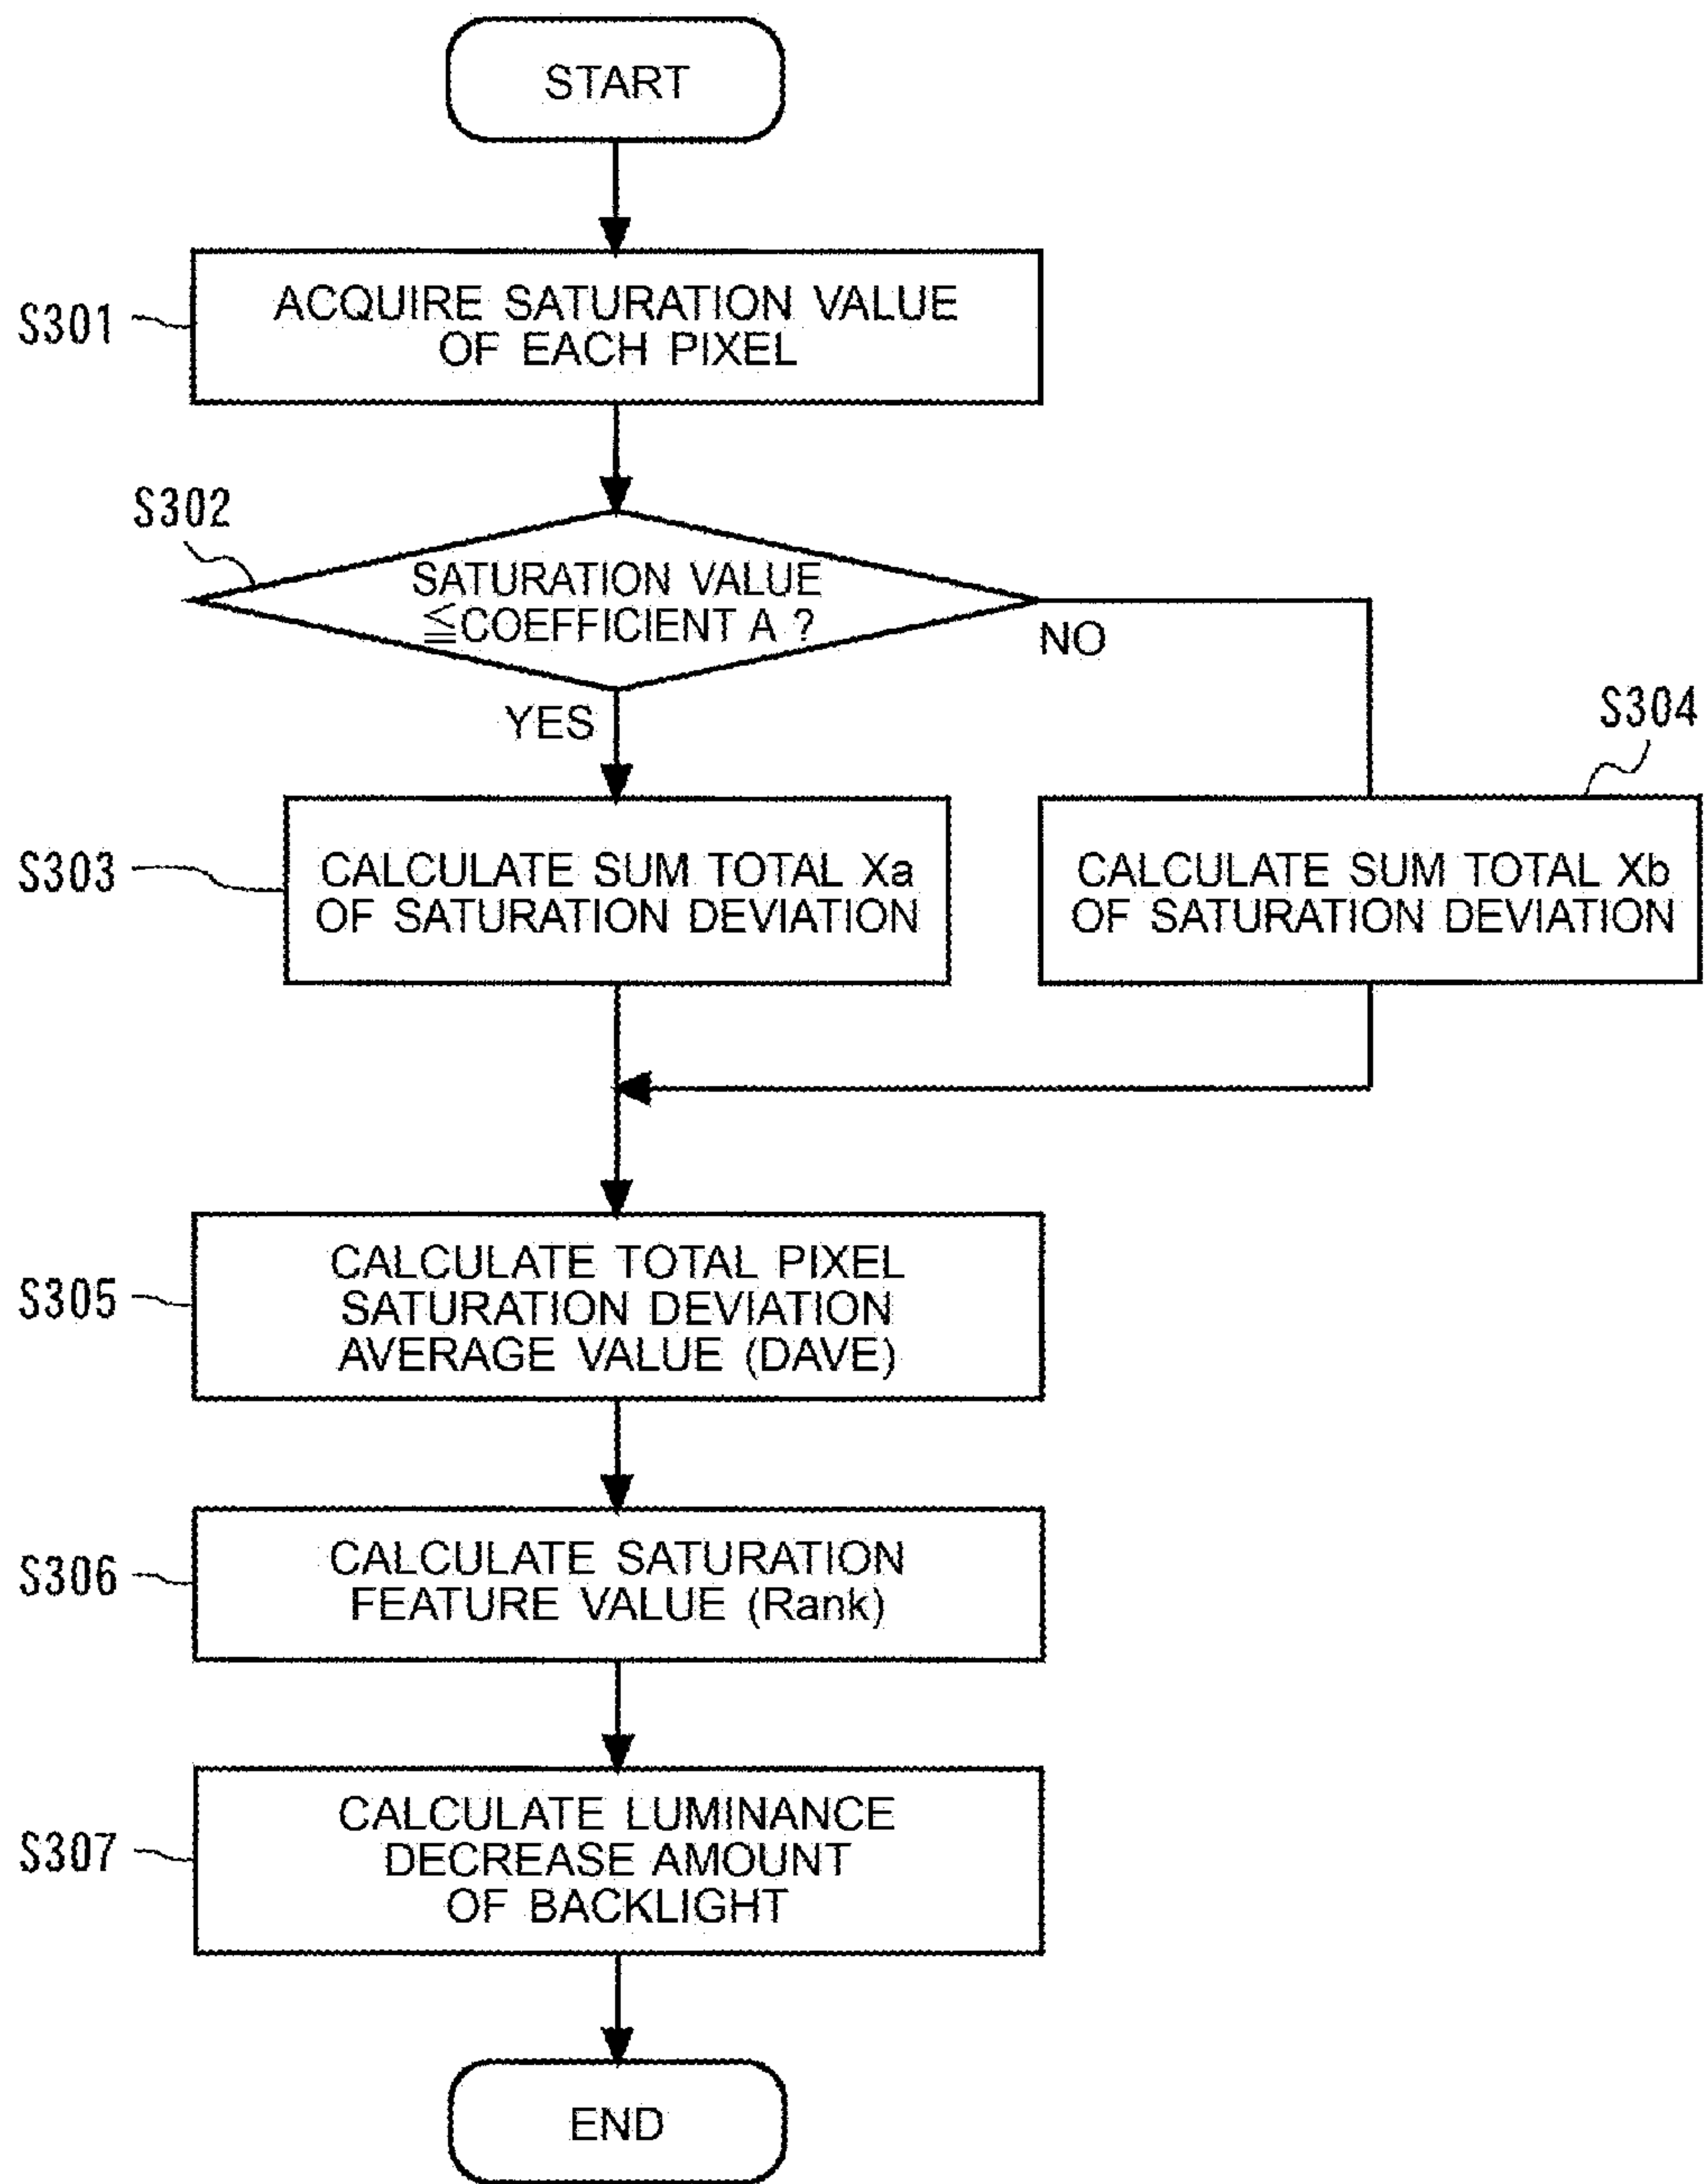 START
S301
ACQUIRE SATURATION VALUE
OF EACH PIXEL
S302
SATURATION VALUE
≦COEFFICIENT A ?
NO
YES
S304
S303
CALCULATE SUM TOTAL Xa
OF SATURATION DEVIATION
CALCULATE SUM TOTAL Xb
OF SATURATION DEVIATION
S305
CALCULATE TOTAL PIXEL
SATURATION DEVIATION
AVERAGE VALUE (DAVE)
S306
CALCULATE SATURATION
FEATURE VALUE (Rank)
S307
CALCULATE LUMINANCE
DECREASE AMOUNT
OF BACKLIGHT
END